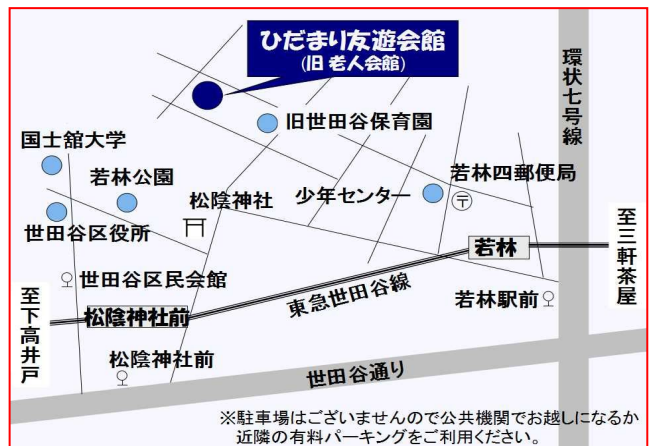 ひだまり友遊会館
(旧 老人会館)
環状七号線
旧世田谷保育園
国士舘大学
若林公園
松陰神社
少年センター
若林四郵便局
〒
世田谷区役所
若林
至三軒茶屋
世田谷区民会館
東急世田谷線
若林駅前
至下高井戸
松陰神社前
松陰神社前
世田谷通り
※駐車場はございませんので公共機関でお越しになるか
近隣の有料パーキングをご利用ください。